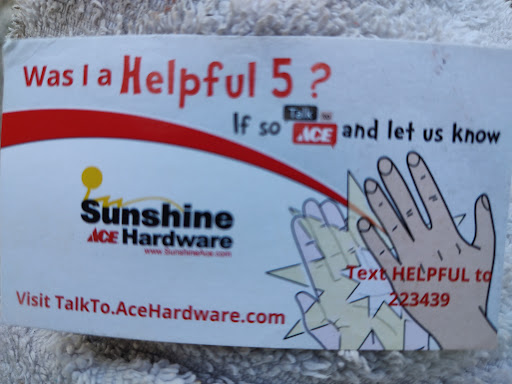 Was I a Helpful 5 ?
If so Talk to ACE and let us know
Sunshine
ACE Hardware
www.SunshineAce.com
Text HELPFUL to
223439
Visit TalkTo.AceHardware.com